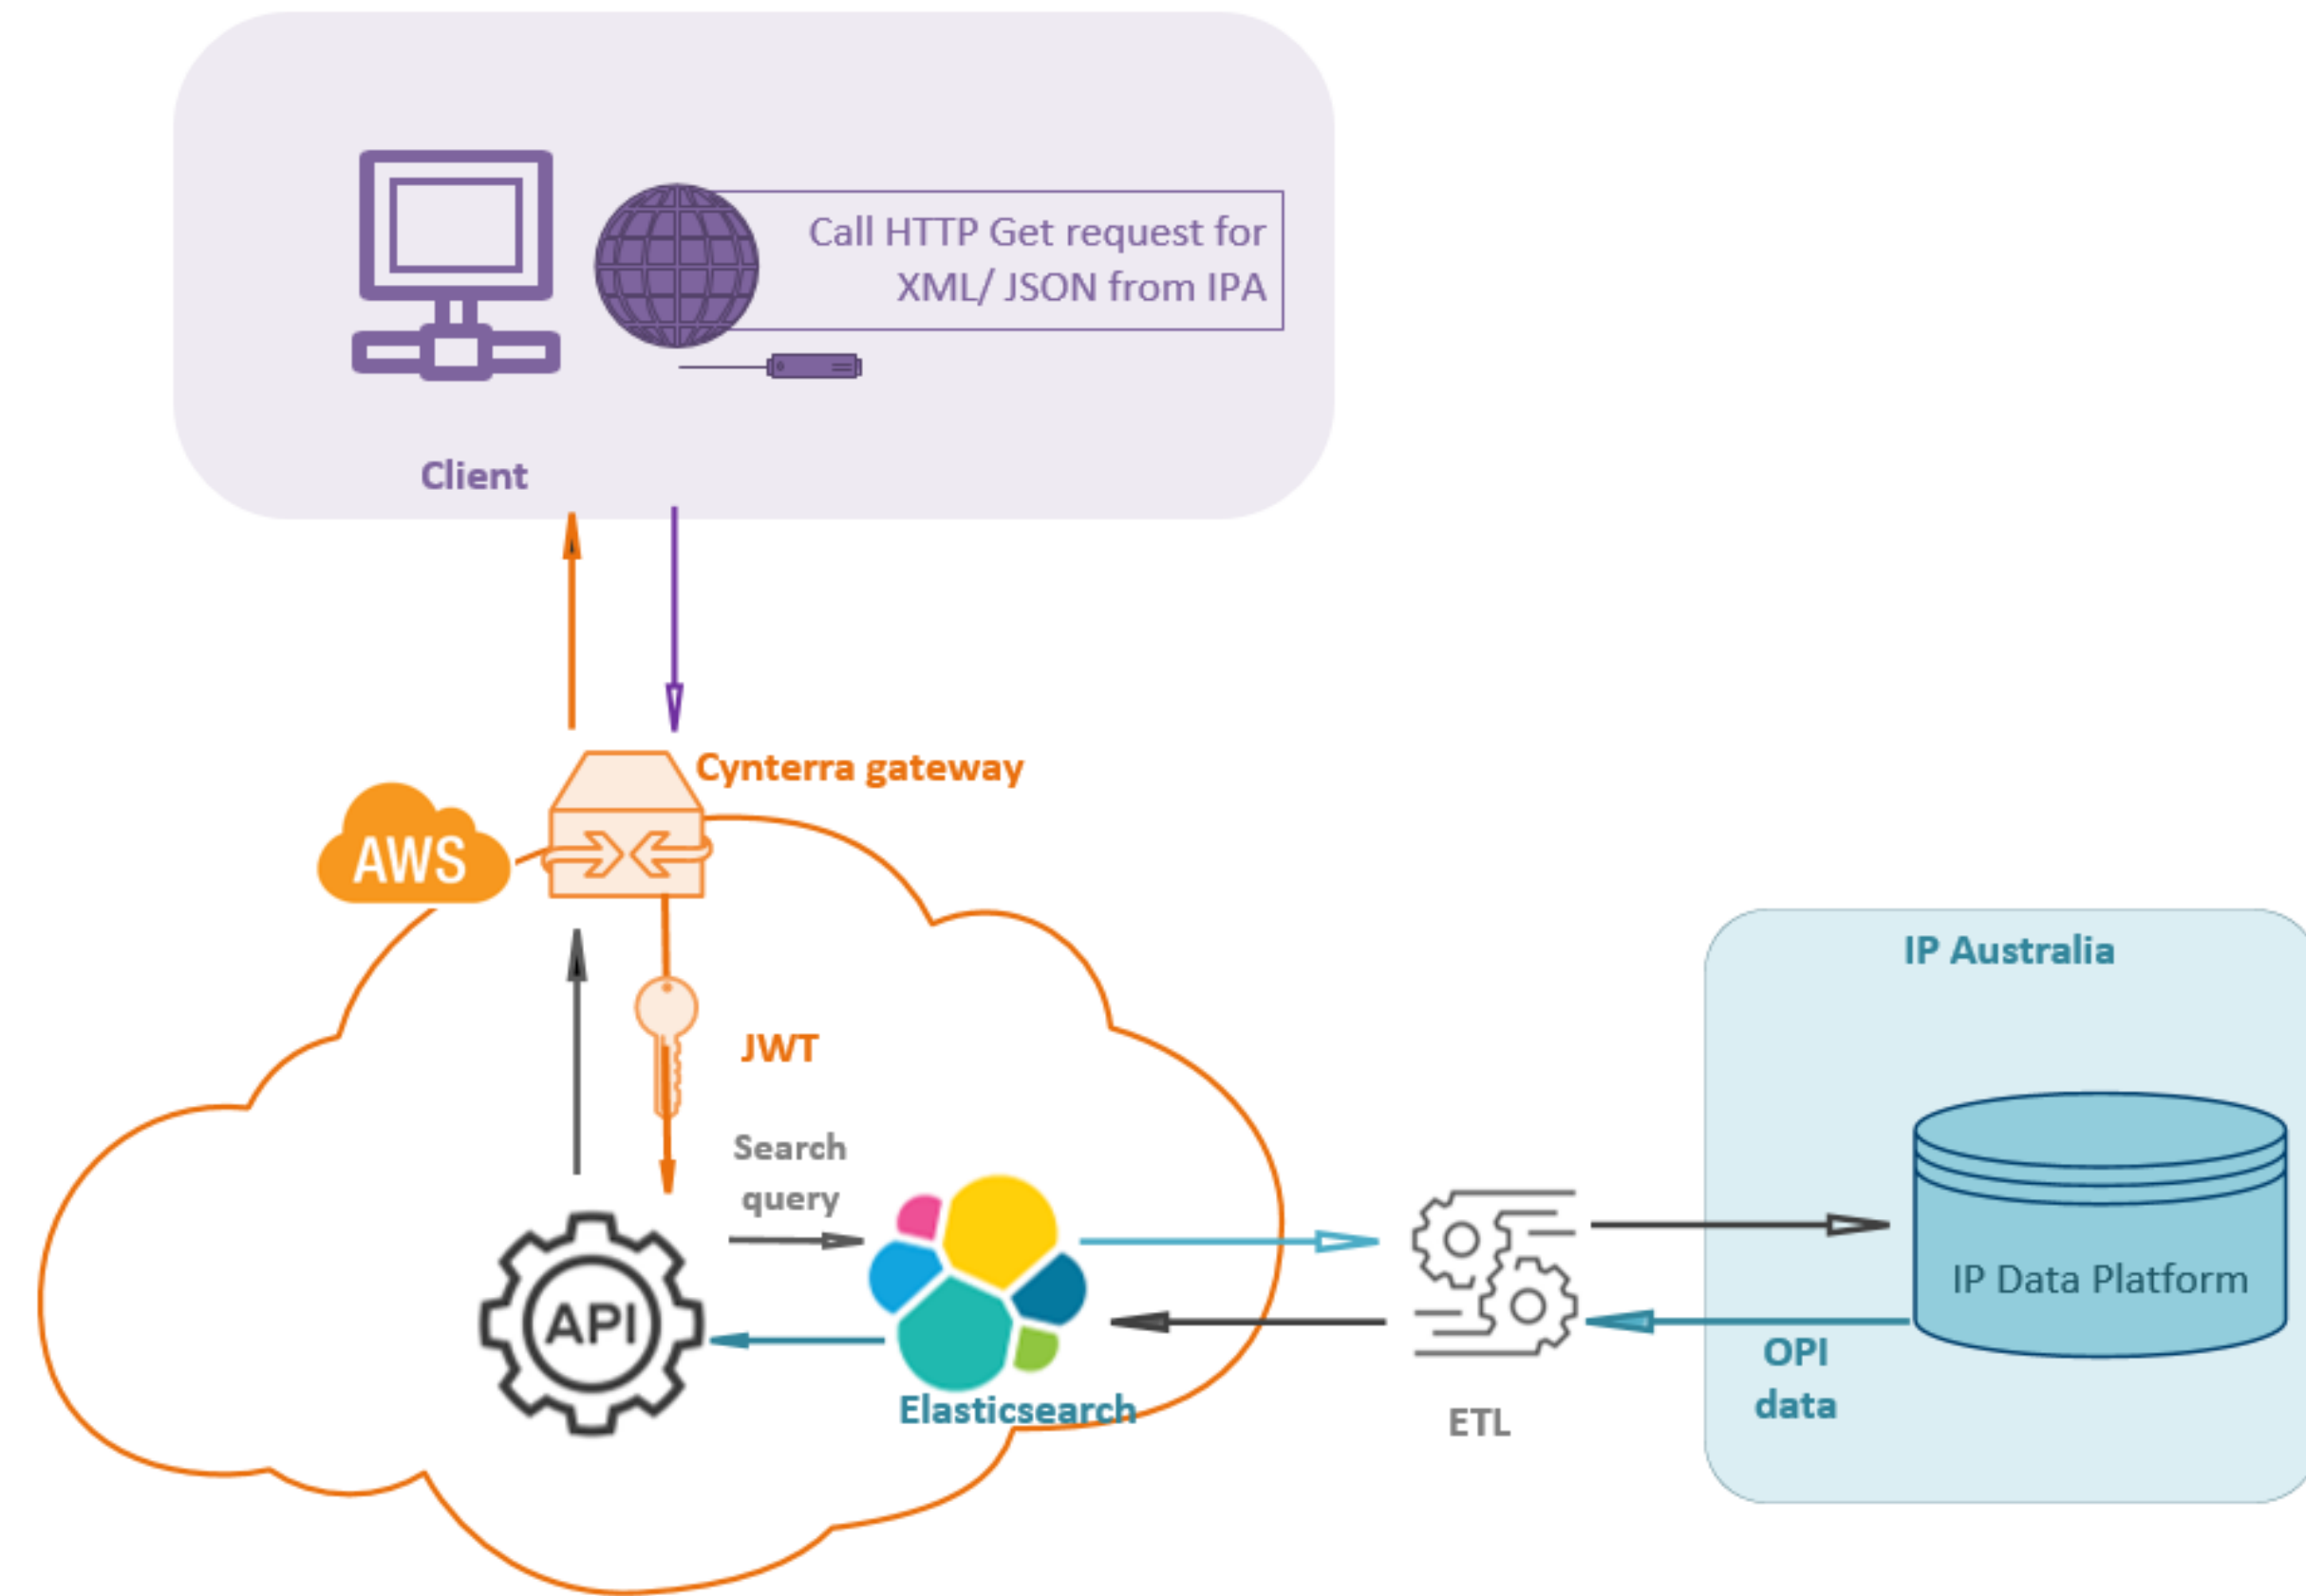 Call HTTP Get request for
XML/ JSON from IPA
Client
Cynterra gateway
AWS
IP Australia
JWT
Search
query
IP Data Platform
API
OPI
data
Elasticsearch
ETL